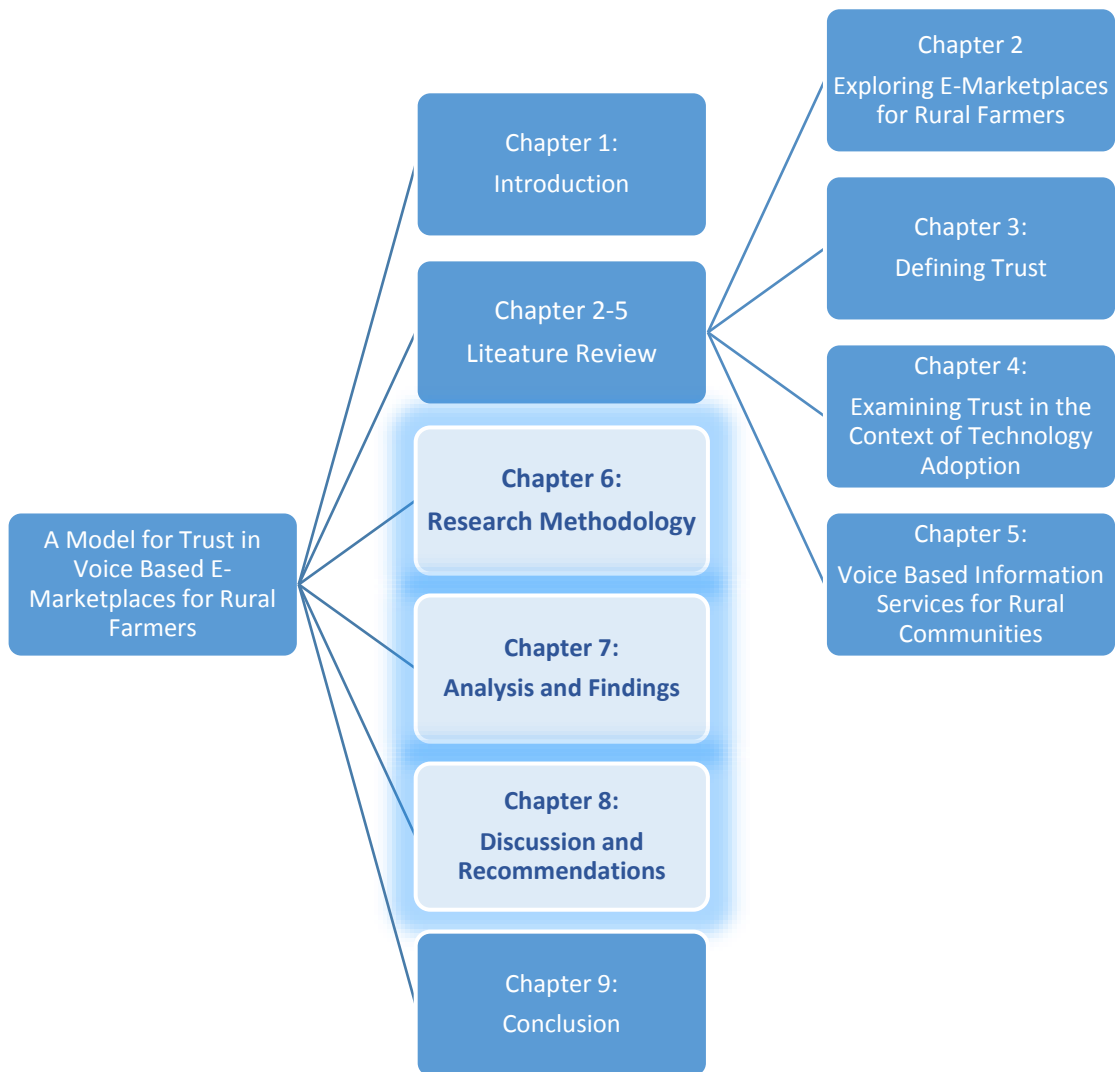 A Model for Trust in
Voice Based E-
Marketplaces for Rural
Farmers
Chapter 1:
Introduction
Chapter 2-5
Liteature Review
Chapter 6:
Research Methodology
Chapter 7:
Analysis and Findings
Chapter 8:
Discussion and
Recommendations
Chapter 9:
Conclusion
Chapter 2
Exploring E-Marketplaces
for Rural Farmers
Chapter 3:
Defining Trust
Chapter 4:
Examining Trust in the
Context of Technology
Adoption
Chapter 5:
Voice Based Information
Services for Rural
Communities